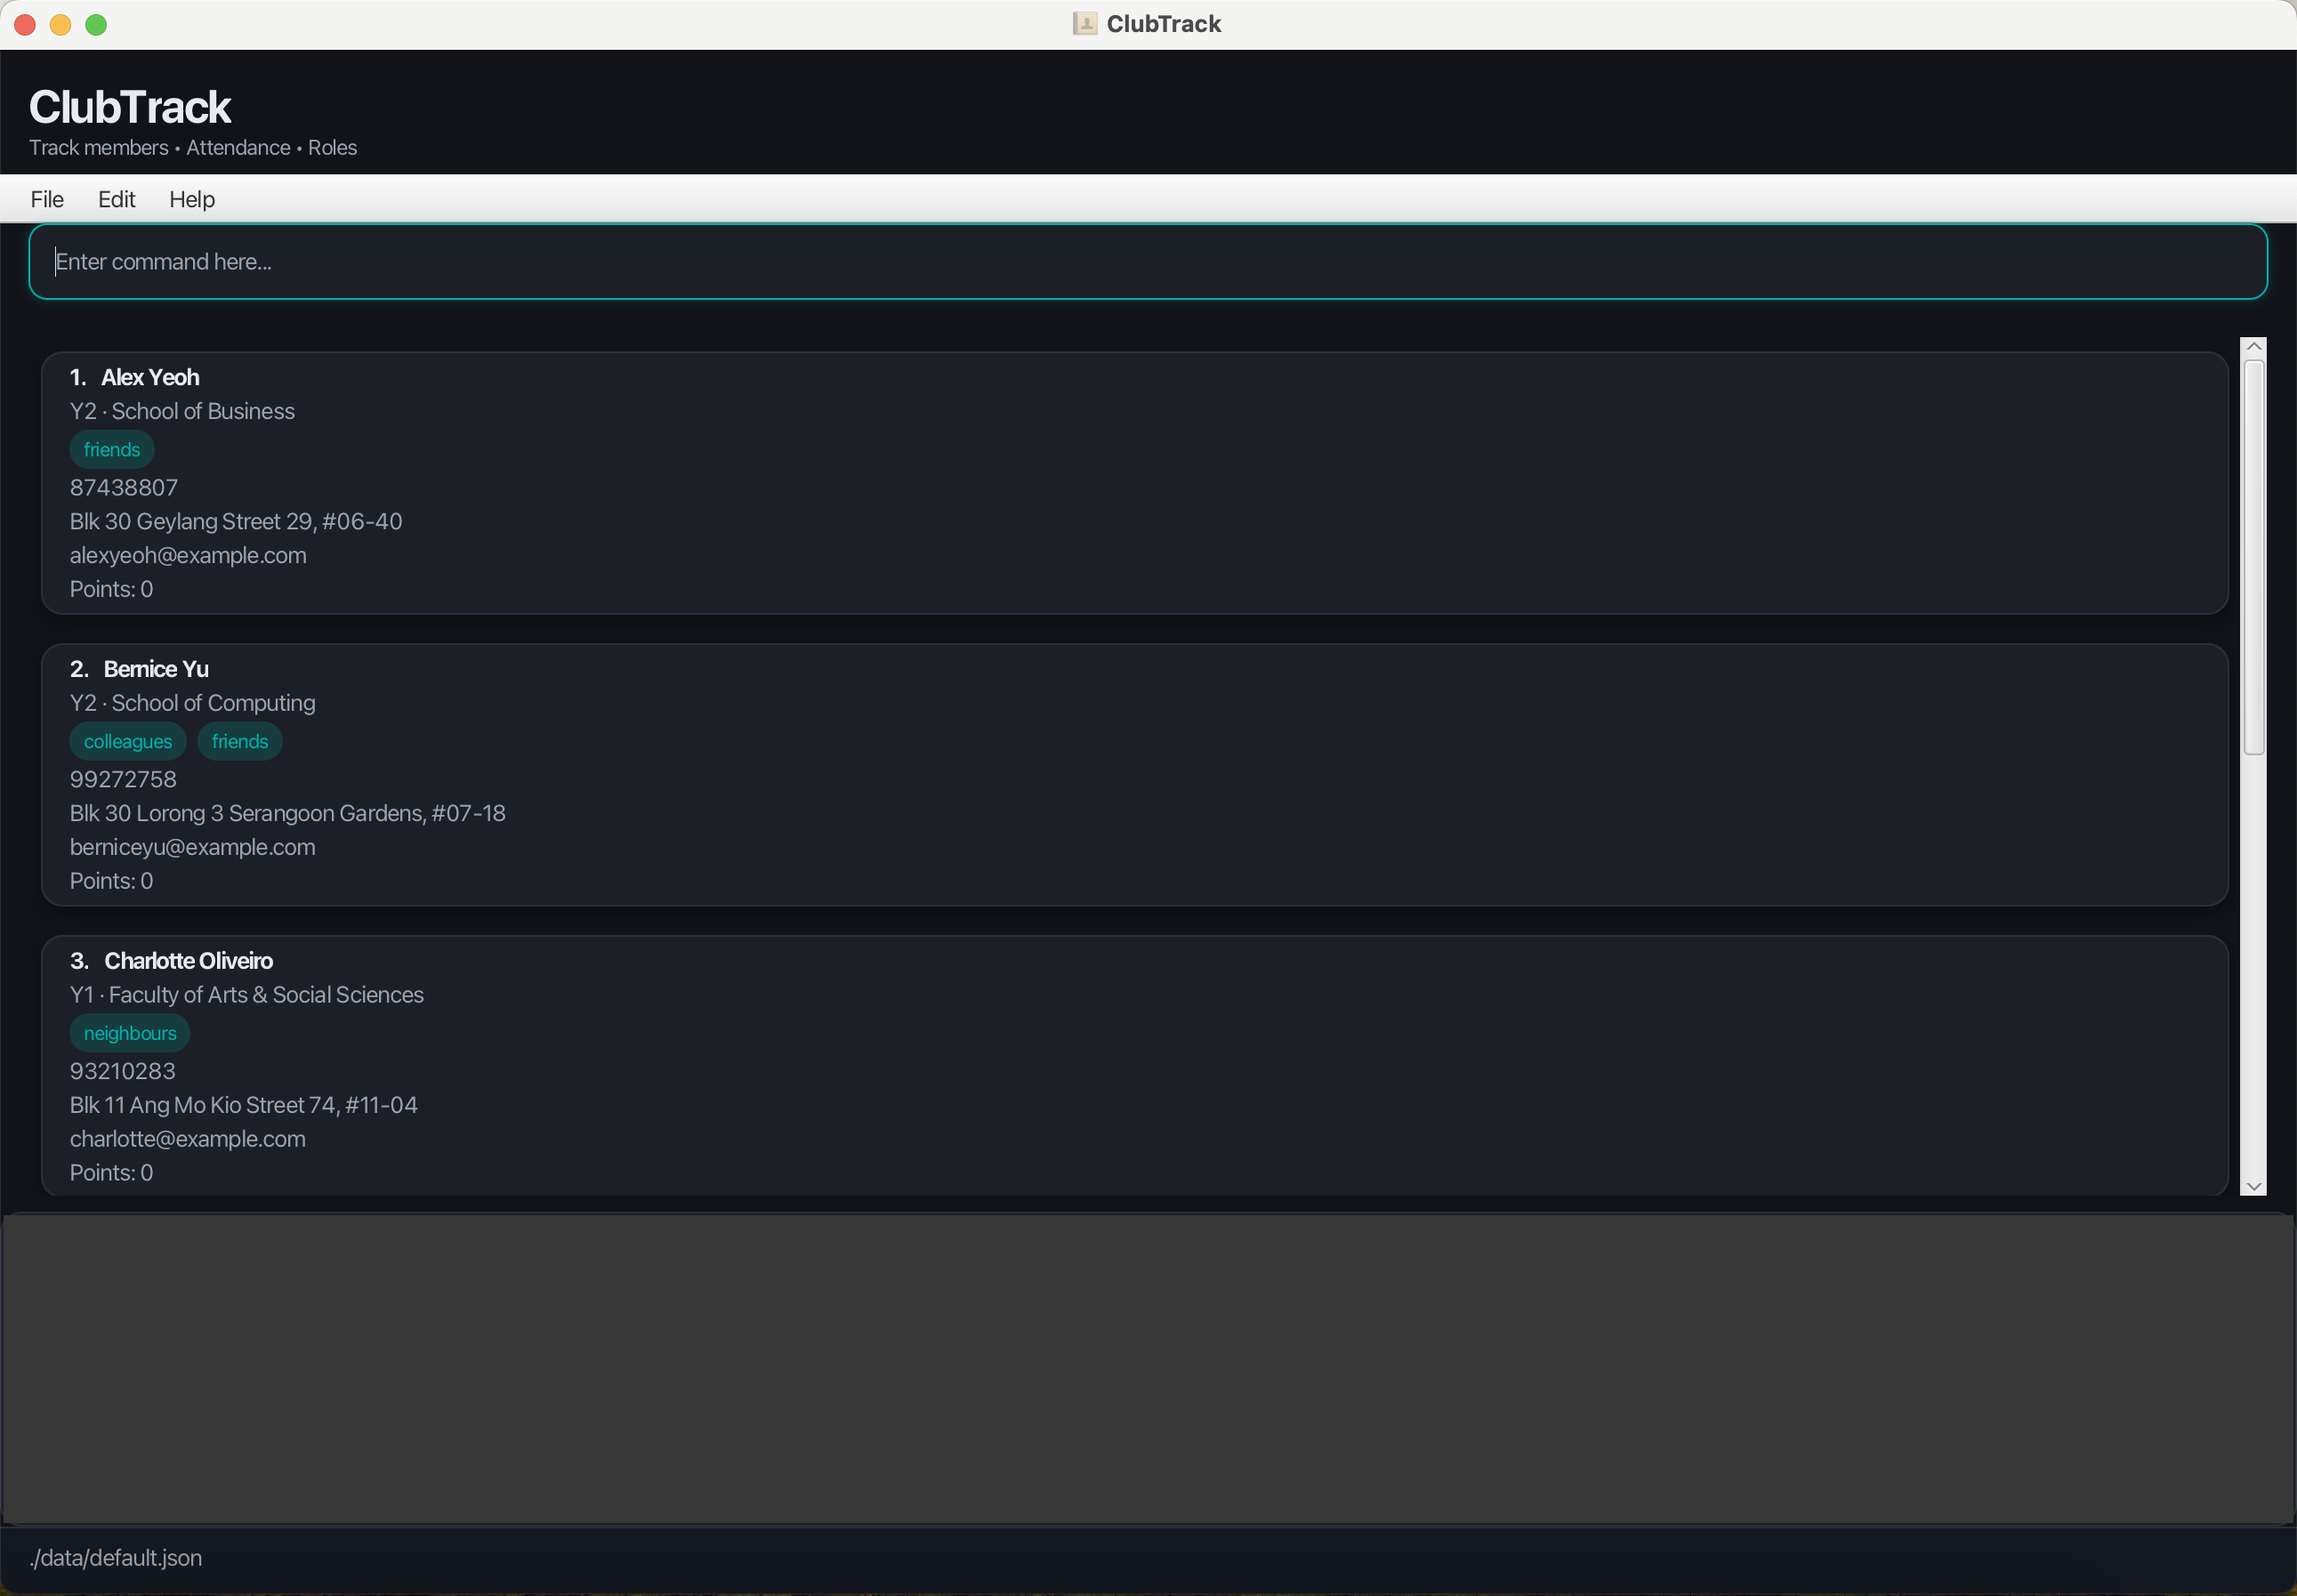 ClubTrack
ClubTrack
Track members • Attendance • Roles
File Edit Help
Enter command here...
1. Alex Yeoh
Y2 · School of Business
friends
87438807
Blk 30 Geylang Street 29, #06-40
alexyeoh@example.com
Points: 0
2. Bernice Yu
Y2 · School of Computing
colleagues friends
99272758
Blk 30 Lorong 3 Serangoon Gardens, #07-18
berniceyu@example.com
Points: 0
3. Charlotte Oliveiro
Y1 · Faculty of Arts & Social Sciences
neighbours
93210283
Blk 11 Ang Mo Kio Street 74, #11-04
charlotte@example.com
Points: 0
./data/default.json